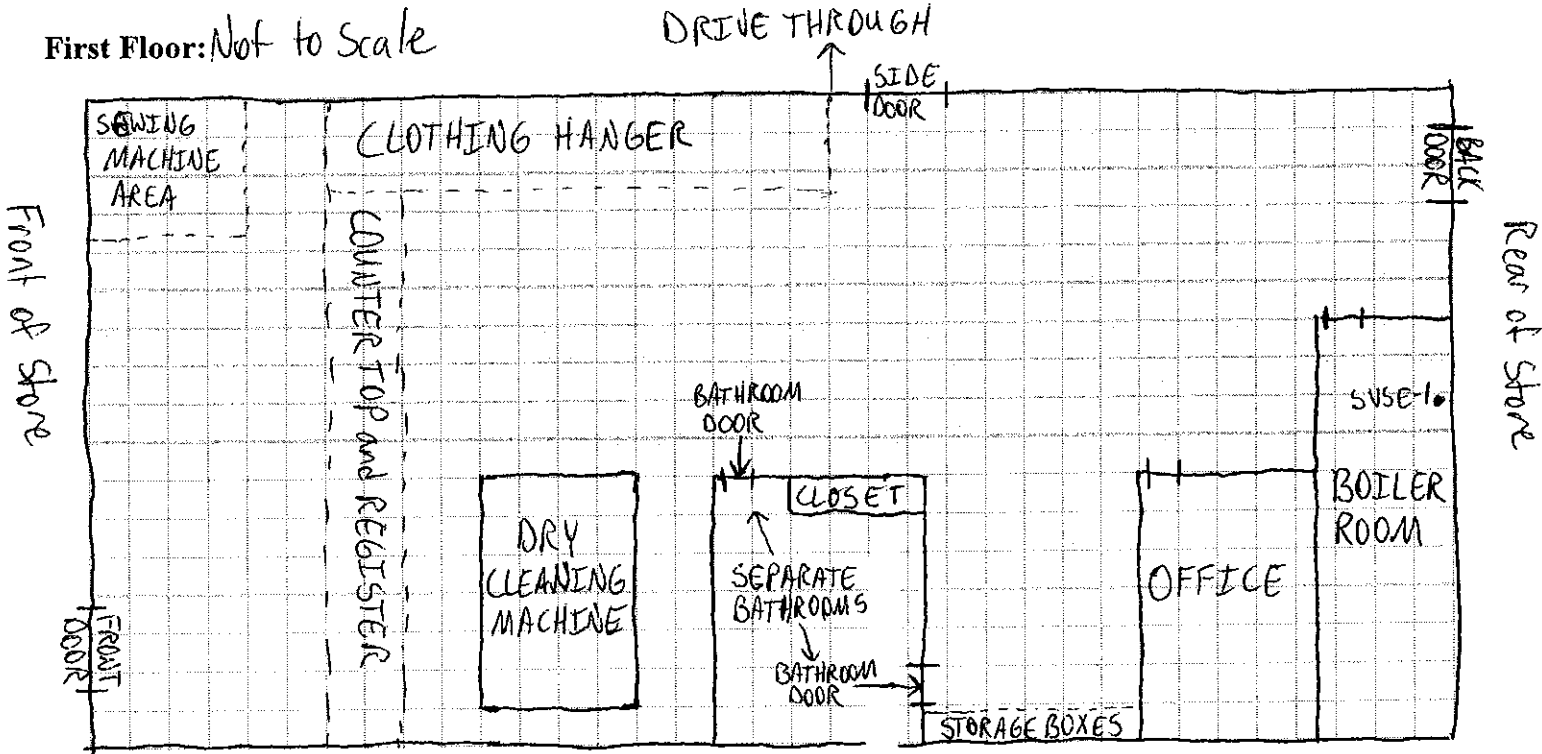 First Floor: Not to Scale
DRIVE THROUGH
SIDE
DOOR
SEWING
MACHINE
AREA
CLOTHING HANGER
BACK
DOOR
Front of Store
Rear of Store
COUNTER TOP and REGISTER
BATHROOM
DOOR
SVSE-1
CLOSET
BOILER
ROOM
DRY
CLEANING
MACHINE
SEPARATE
BATHROOMS
OFFICE
FRONT
DOOR
BATHROOM
DOOR
STORAGE BOXES